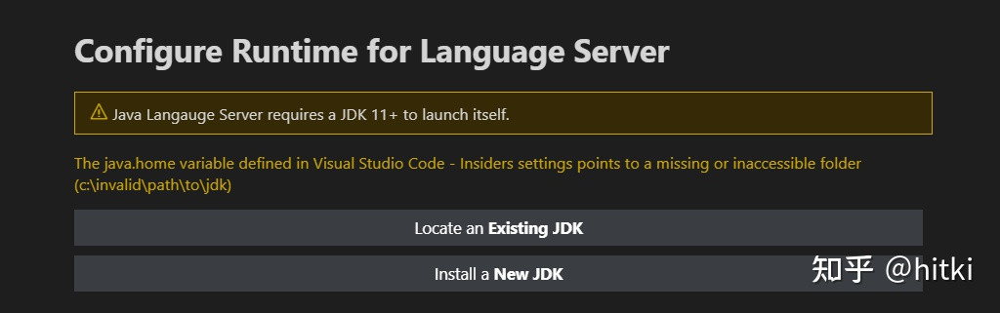 Configure Runtime for Language Server
Java Langauge Server requires a JDK 11+ to launch itself.
The java.home variable defined in Visual Studio Code - Insiders settings points to a missing or inaccessible folder
(c:\invalid\path\to\jdk)
Locate an Existing JDK
Install a New JDK
知乎 @hitki